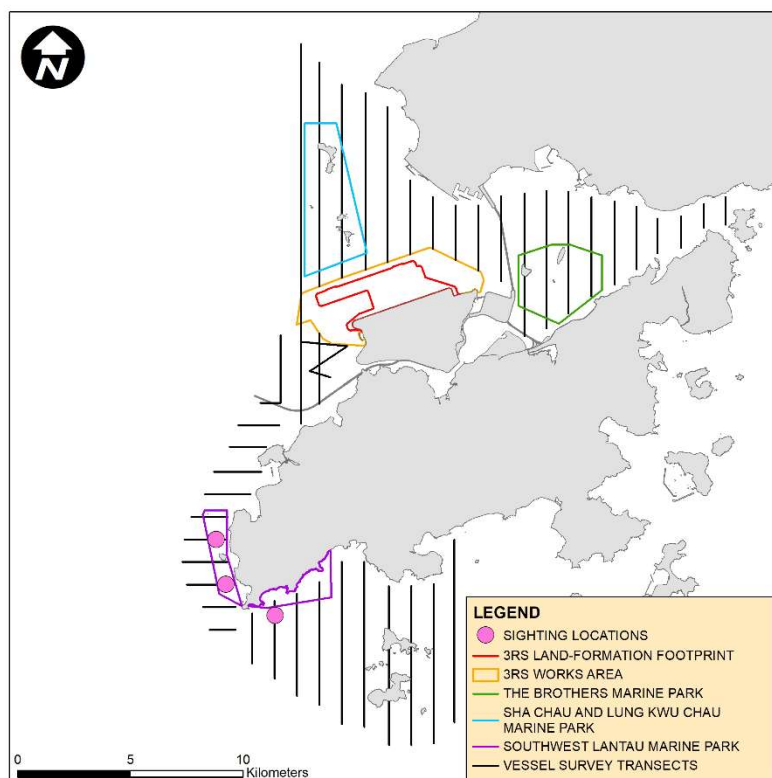 N
LEGEND
SIGHTING LOCATIONS
3RS LAND-FORMATION FOOTPRINT
3RS WORKS AREA
THE BROTHERS MARINE PARK
SHA CHAU AND LUNG KWU CHAU
MARINE PARK
SOUTHWEST LANTAU MARINE PARK
VESSEL SURVEY TRANSECTS
0 5 10
Kilometers